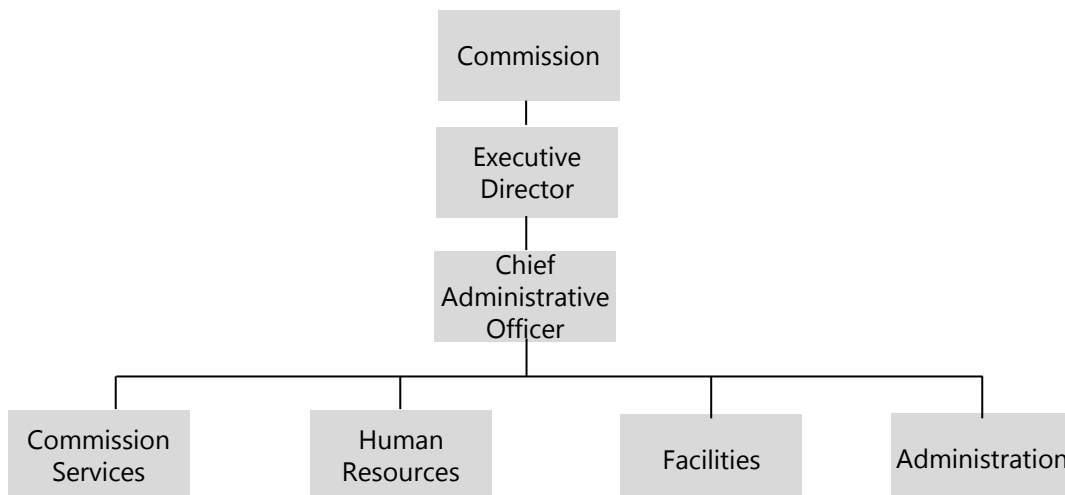 Commission
Executive
Director
Chief
Administrative
Officer
Commission
Services
Human
Resources
Facilities
Administration